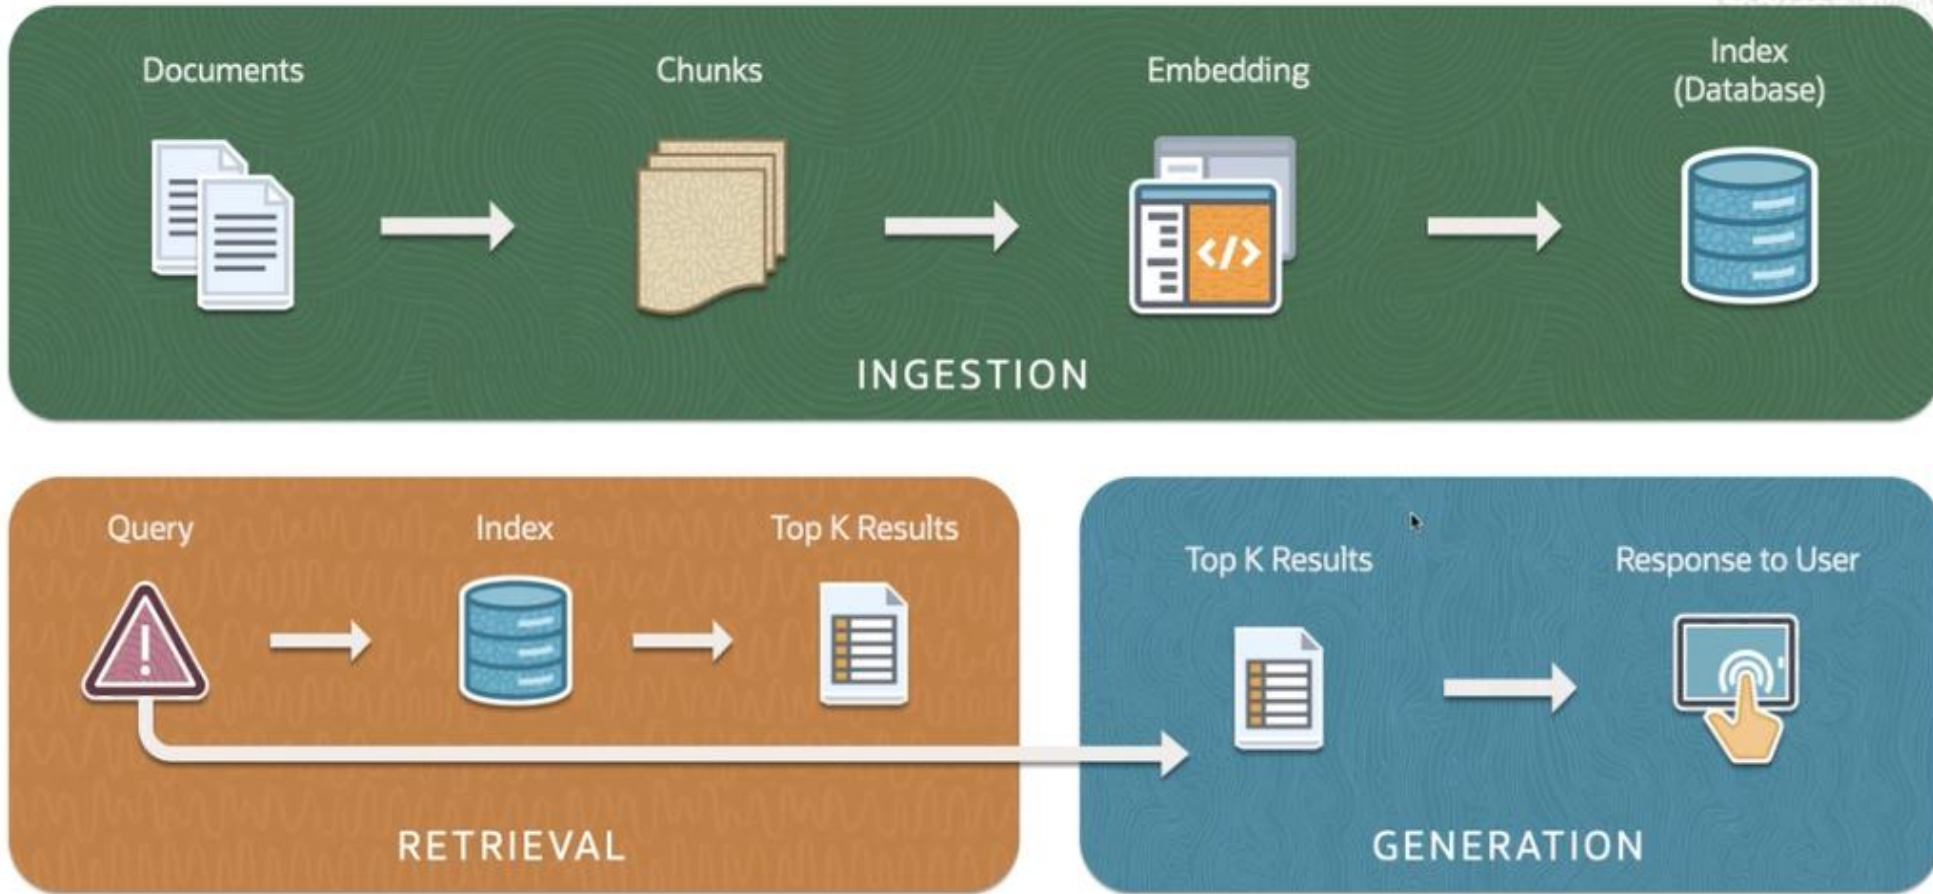 Documents
Chunks
Embedding
Index
(Database)
</>
INGESTION
Query
Index
Top K Results
!
RETRIEVAL
Top K Results
Response to User
GENERATION